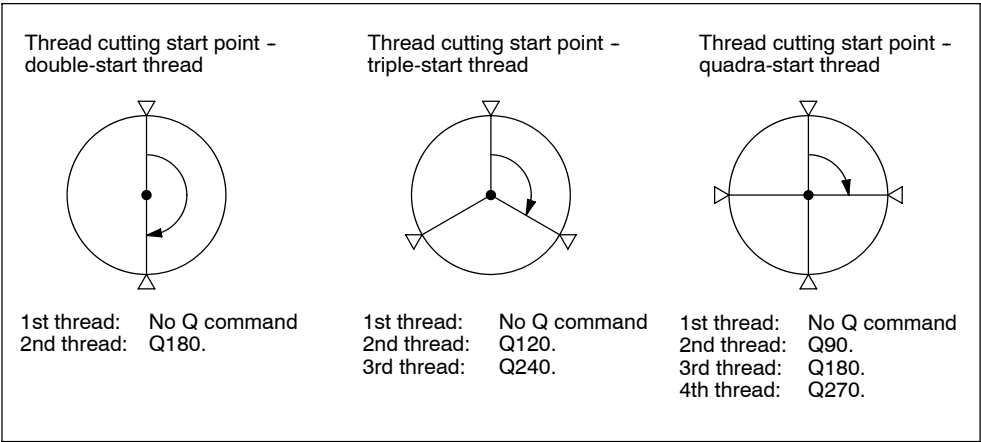 Thread cutting start point -
double-start thread
1st thread: No Q command
2nd thread: Q180.
Thread cutting start point -
triple-start thread
1st thread: No Q command
2nd thread: Q120.
3rd thread: Q240.
Thread cutting start point -
quadra-start thread
1st thread: No Q command
2nd thread: Q90.
3rd thread: Q180.
4th thread: Q270.